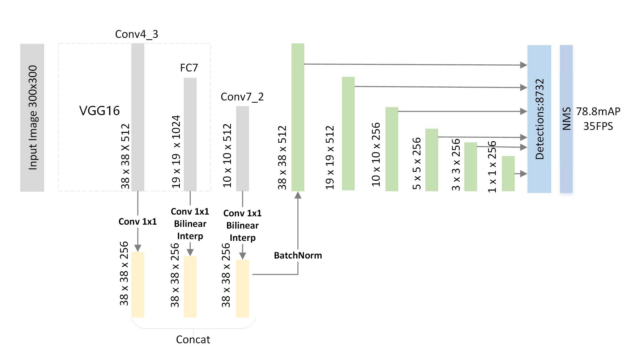 Conv4_3
FC7
Conv7_2
Input Image 300x300
VGG16
38 x 38 x 512
19 x 19 x 1024
10 x 10 x 512
38 x 38 x 512
19 x 19 x 512
10 x 10 x 256
5 x 5 x 256
3 x 3 x 256
1 x 1 x 256
Detections:8732
NMS
78.8mAP
35FPS
Conv 1x1
Conv 1x1
Bilinear
Interp
Conv 1x1
Bilinear
Interp
BatchNorm
38 x 38 x 256
38 x 38 x 256
38 x 38 x 256
Concat